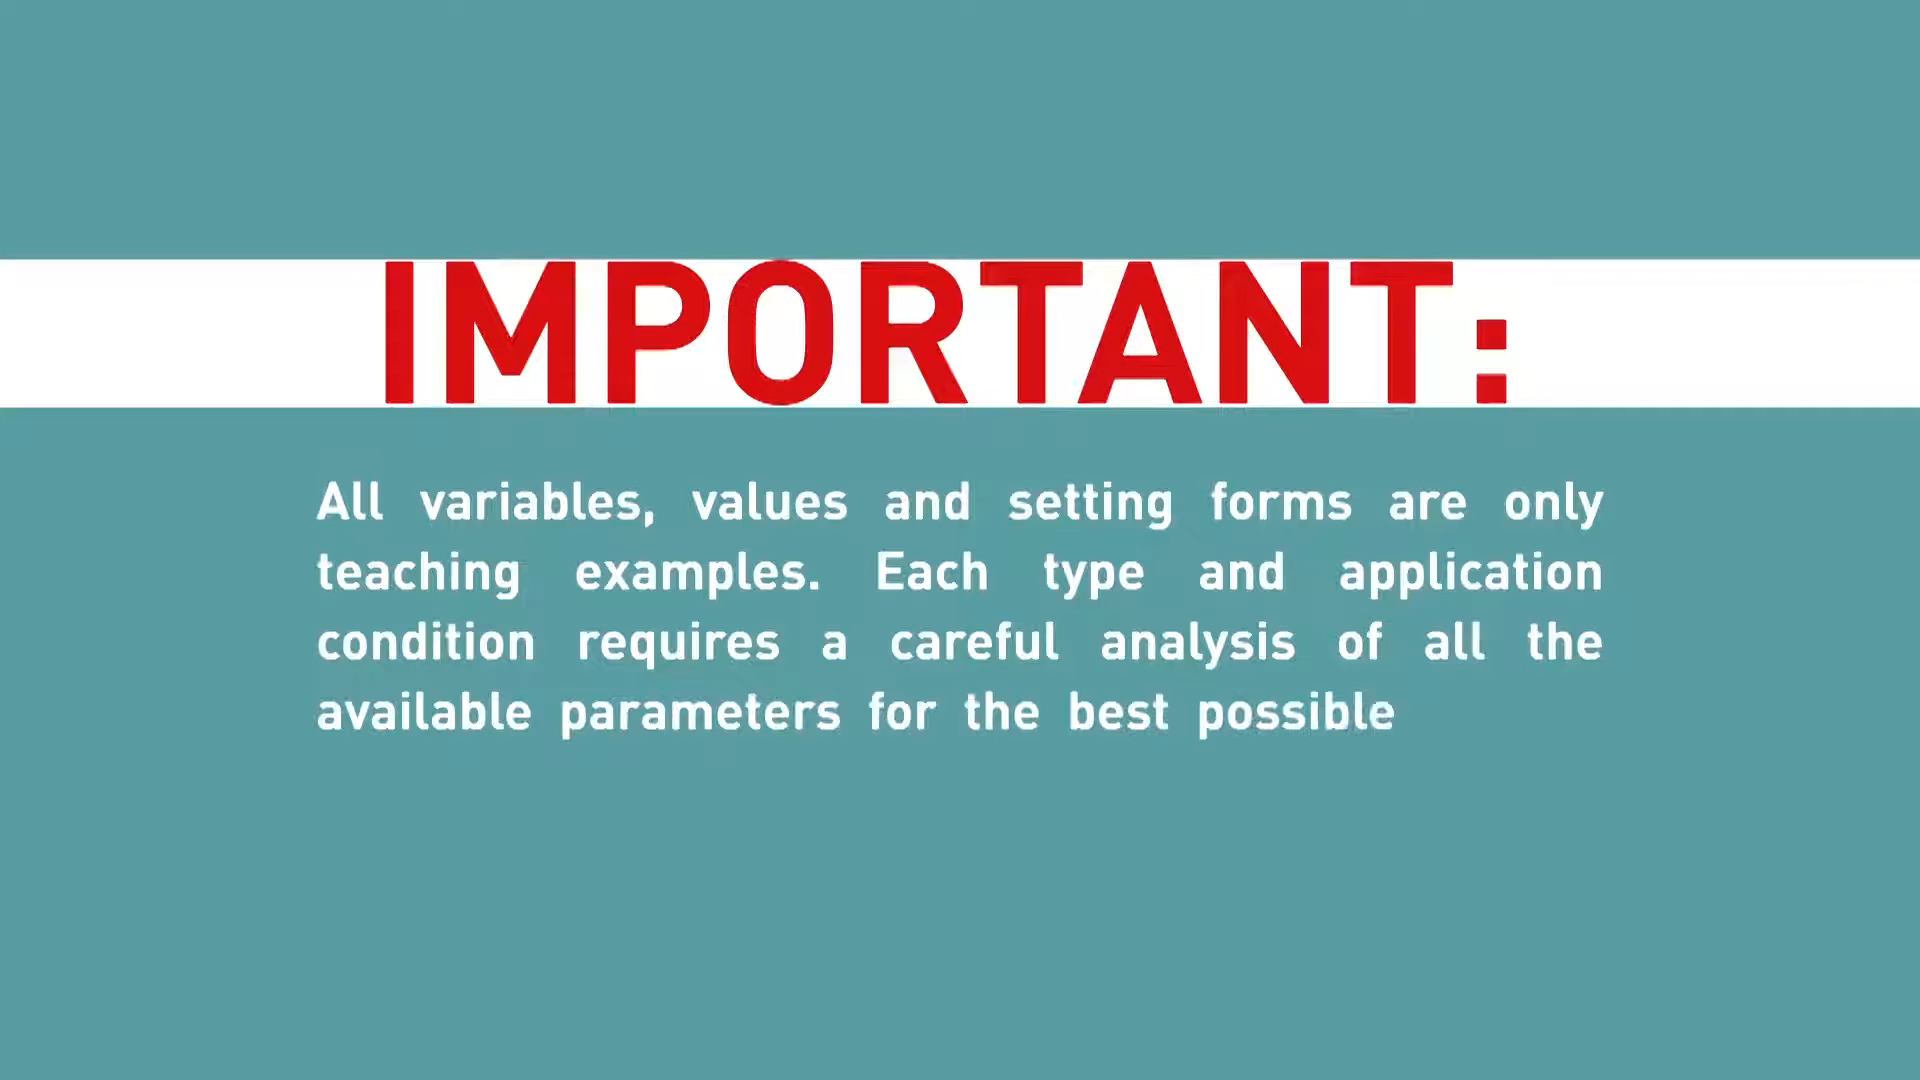 IMPORTANT:
All variables, values and setting forms are only
teaching examples. Each type and application
condition requires a careful analysis of all the
available parameters for the best possible